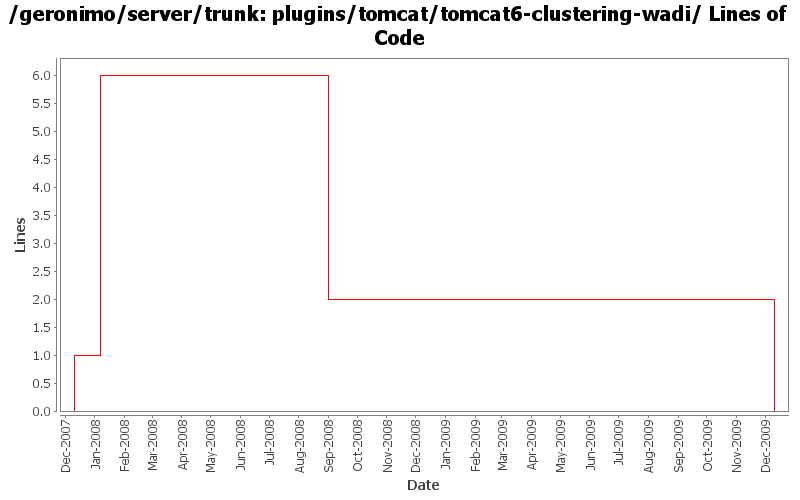 /geronimo/server/trunk: plugins/tomcat/tomcat6-clustering-wadi/ Lines of
Code
Lines
6.0
5.5
5.0
4.5
4.0
3.5
3.0
2.5
2.0
1.5
1.0
0.5
0.0
Dec-2007
Jan-2008
Feb-2008
Mar-2008
Apr-2008
May-2008
Jun-2008
Jul-2008
Aug-2008
Sep-2008
Oct-2008
Nov-2008
Dec-2008
Jan-2009
Feb-2009
Mar-2009
Apr-2009
May-2009
Jun-2009
Jul-2009
Aug-2009
Sep-2009
Oct-2009
Nov-2009
Dec-2009
Date